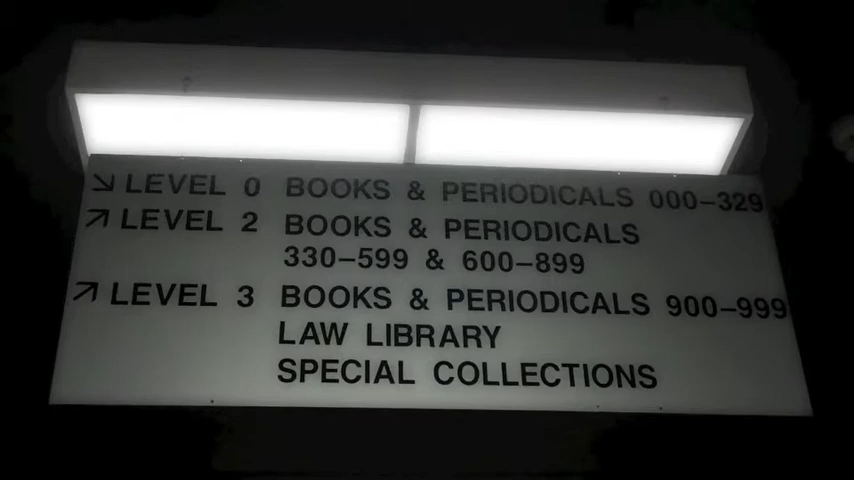 ↘ LEVEL 0 BOOKS & PERIODICALS 000–329
↗ LEVEL 2 BOOKS & PERIODICALS
330–599 & 600–899
↗ LEVEL 3 BOOKS & PERIODICALS 900–999
LAW LIBRARY
SPECIAL COLLECTIONS